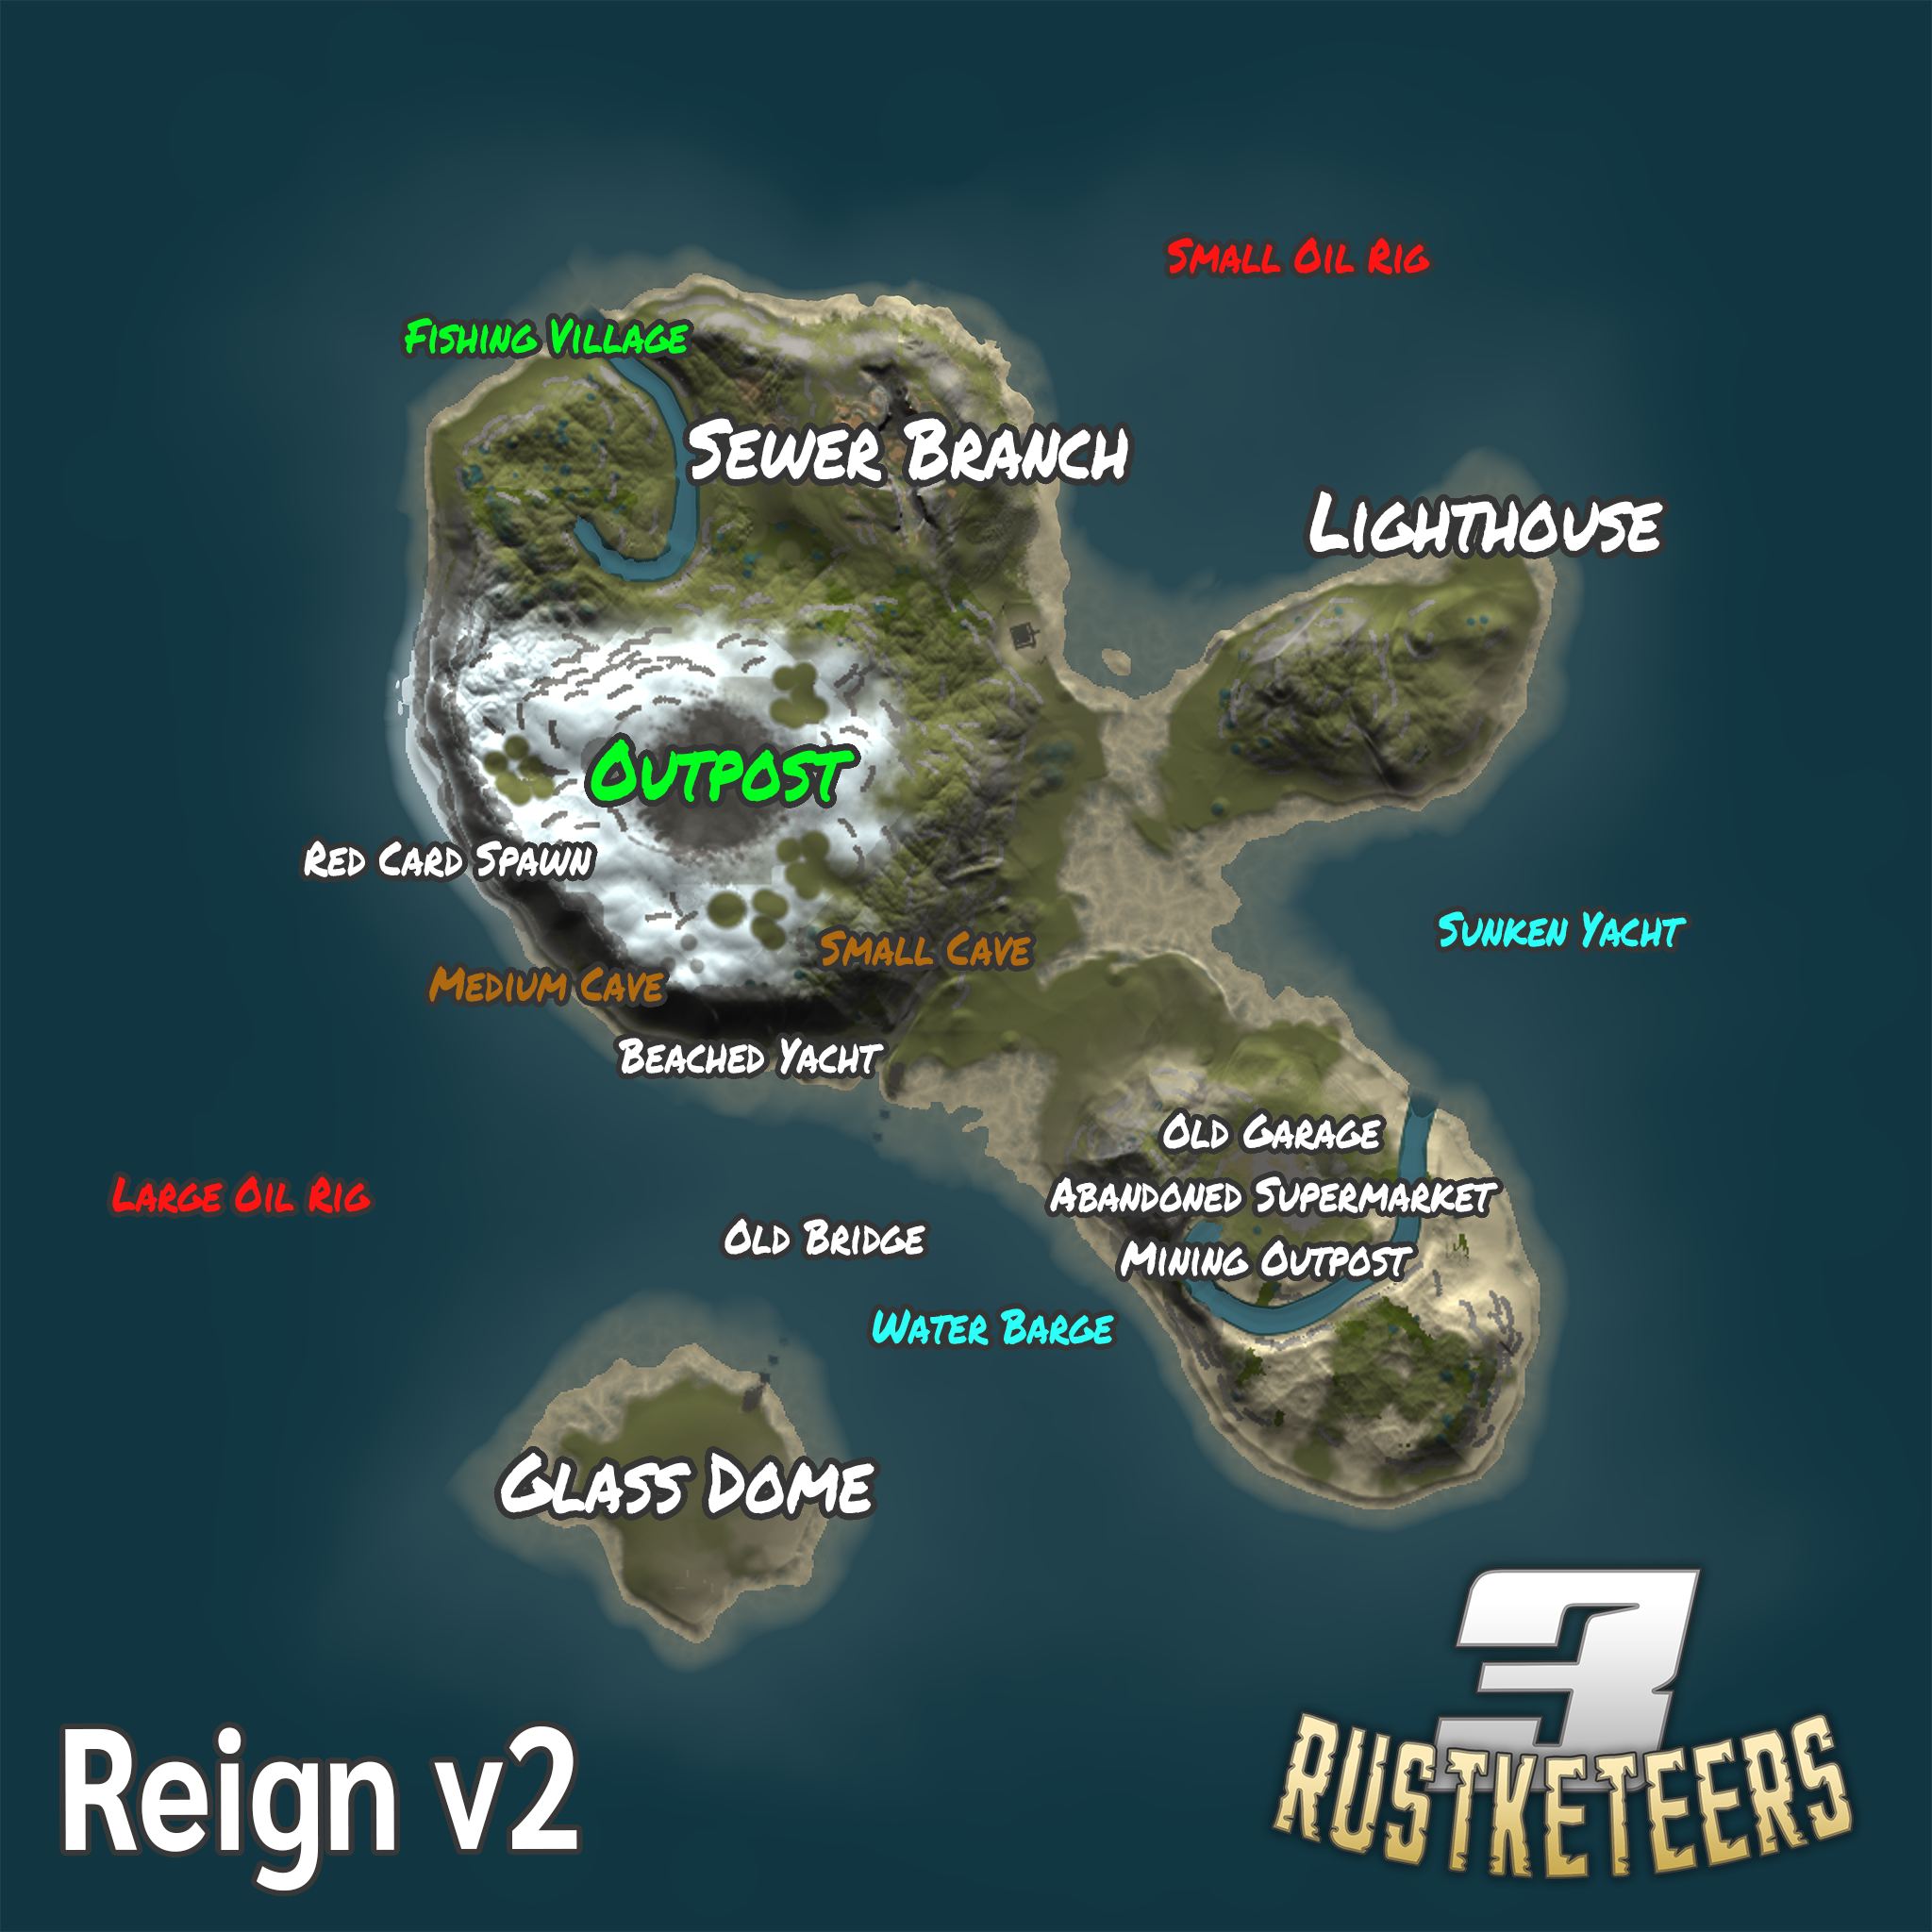 Small Oil Rig
Fishing Village
Sewer Branch
Lighthouse
Outpost
Red Card Spawn
Sunken Yacht
Small Cave
Medium Cave
Beached Yacht
Old Garage
Abandoned Supermarket
Large Oil Rig
Old Bridge
Mining Outpost
Water Barge
Glass Dome
3
RUSTKETEERS
Reign v2